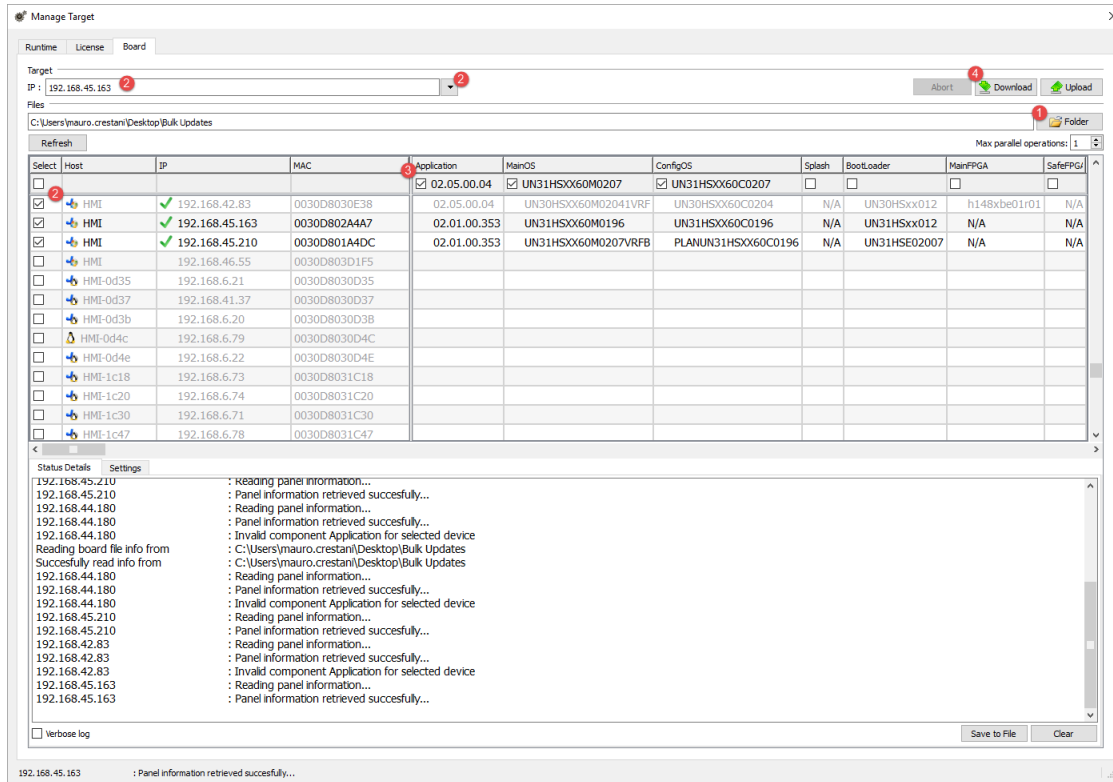 Manage Target
Runtime License Board
Target
IP : 192.168.45.163 2 2 Abort 4 Download Upload
Files
C:\Users\mauro.crestani\Desktop\Bulk Updates 1 Folder
Refresh Max parallel operations: 1
Select Host IP MAC 3 Application MainOS ConfigOS Splash BootLoader MainFPGA SafeFPGA
02.05.00.04 UN31HSXX60M0207 UN31HSXX60C0207
2 HMI 192.168.42.83 0030D8030E38 02.05.00.04 UN30HSXX60M02041VRF UN30HSXX60C0204 N/A UN30HSxx012 h148xbe01r01 N/A
HMI 192.168.45.163 0030D802A4A7 02.01.00.353 UN31HSXX60M0196 UN31HSXX60C0196 N/A UN31HSxx012 N/A N/A
HMI 192.168.45.210 0030D801A4DC 02.01.00.353 UN31HSXX60M0207VRFB PLANUN31HSXX60C0196 N/A UN31HSE02007 N/A N/A
HMI 192.168.46.55 0030D803D1F5
HMI-0d35 192.168.6.21 0030D8030D35
HMI-0d37 192.168.41.37 0030D8030D37
HMI-0d3b 192.168.6.20 0030D8030D3B
HMI-0d4c 192.168.6.79 0030D8030D4C
HMI-0d4e 192.168.6.22 0030D8030D4E
HMI-1c18 192.168.6.73 0030D8031C18
HMI-1c20 192.168.6.74 0030D8031C20
HMI-1c30 192.168.6.71 0030D8031C30
HMI-1c47 192.168.6.78 0030D8031C47
Status Details Settings
192.168.45.210 : Reading panel information...
192.168.45.210 : Panel information retrieved succesfully...
192.168.44.180 : Reading panel information...
192.168.44.180 : Panel information retrieved succesfully...
192.168.44.180 : Invalid component Application for selected device
Reading board file info from : C:\Users\mauro.crestani\Desktop\Bulk Updates
Succesfully read info from : C:\Users\mauro.crestani\Desktop\Bulk Updates
192.168.44.180 : Reading panel information...
192.168.44.180 : Panel information retrieved succesfully...
192.168.44.180 : Invalid component Application for selected device
192.168.45.210 : Reading panel information...
192.168.45.210 : Panel information retrieved succesfully...
192.168.42.83 : Reading panel information...
192.168.42.83 : Panel information retrieved succesfully...
192.168.42.83 : Invalid component Application for selected device
192.168.45.163 : Reading panel information...
192.168.45.163 : Panel information retrieved succesfully...
Verbose log Save to File Clear
192.168.45.163 : Panel information retrieved succesfully...